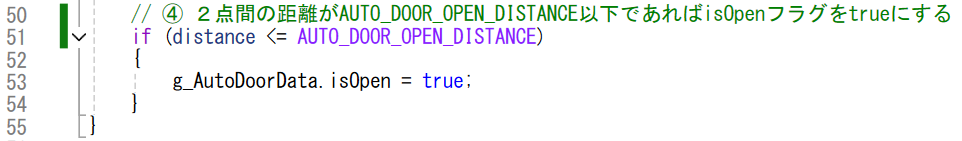 50 // ④ ２点間の距離がAUTO_DOOR_OPEN_DISTANCE以下であればisOpenフラグをtrueにする
51 if (distance <= AUTO_DOOR_OPEN_DISTANCE)
52 {
53 g_AutoDoorData.isOpen = true;
54 }
55 }